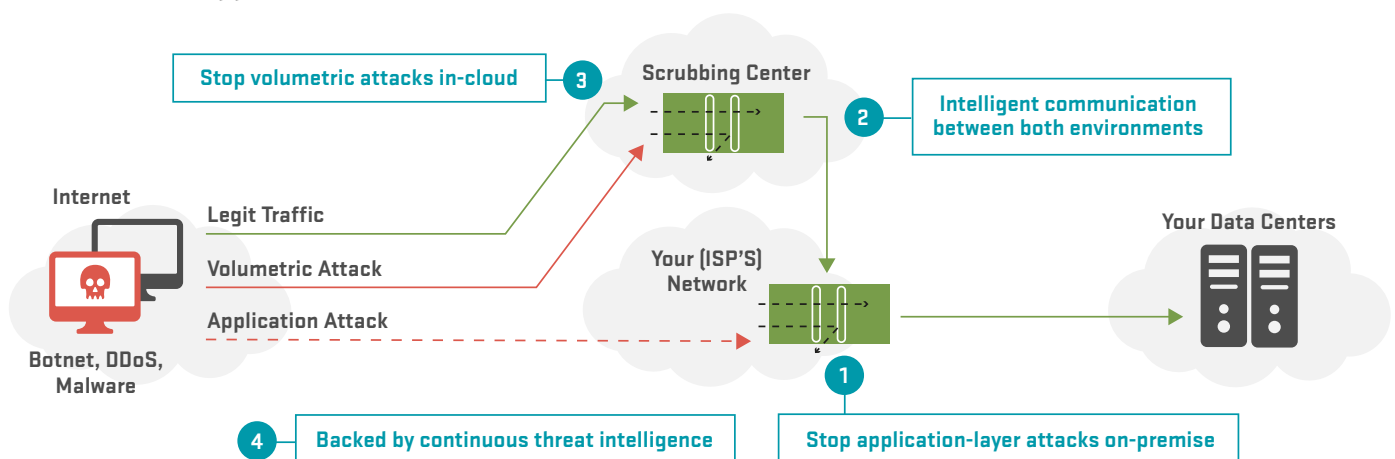 Stop volumetric attacks in-cloud
3
Scrubbing Center
2
Intelligent communication
between both environments
Internet
Legit Traffic
Volumetric Attack
Application Attack
Botnet, DDoS,
Malware
Your (ISP'S)
Network
Your Data Centers
1
4
Backed by continuous threat intelligence
Stop application-layer attacks on-premise